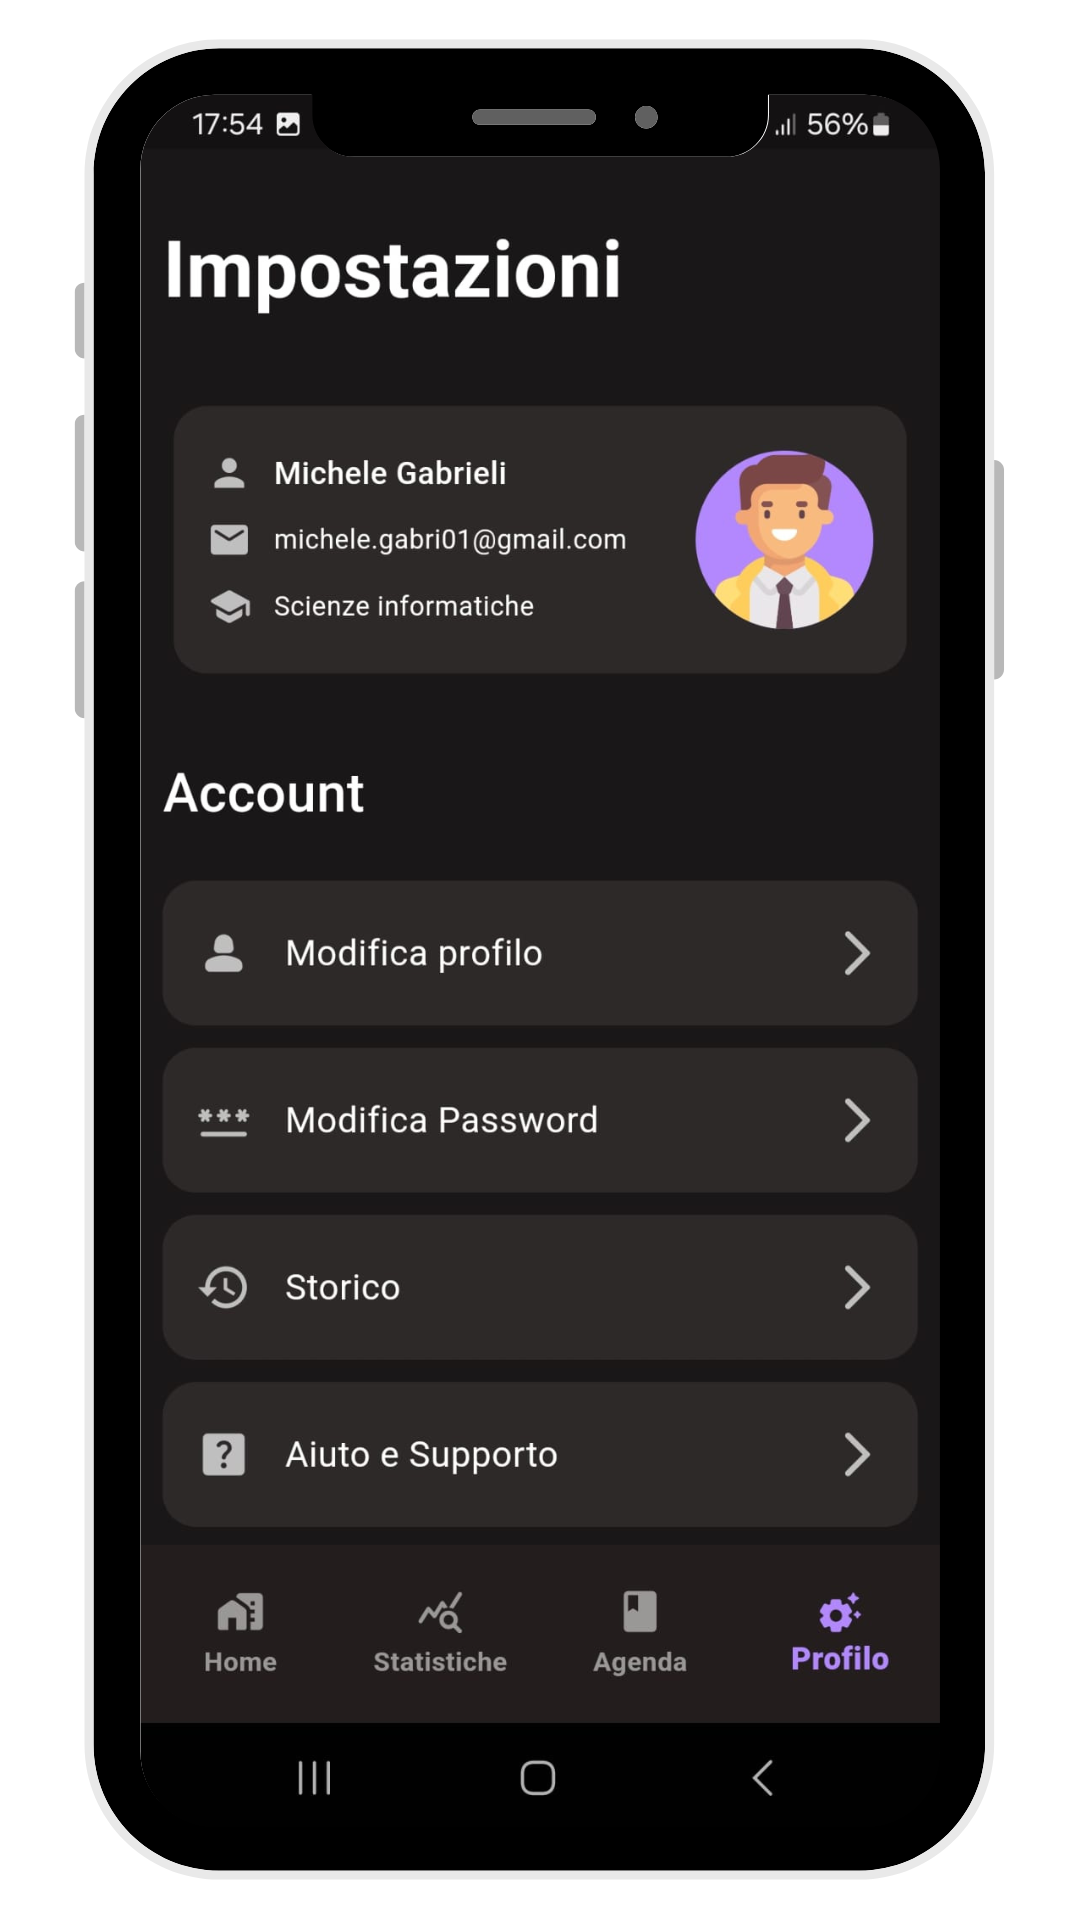 17:54 56%
Impostazioni
Michele Gabrieli
michele.gabri01@gmail.com
Scienze informatiche
Account
Modifica profilo
*** Modifica Password
Storico
? Aiuto e Supporto
Home Statistiche Agenda Profilo